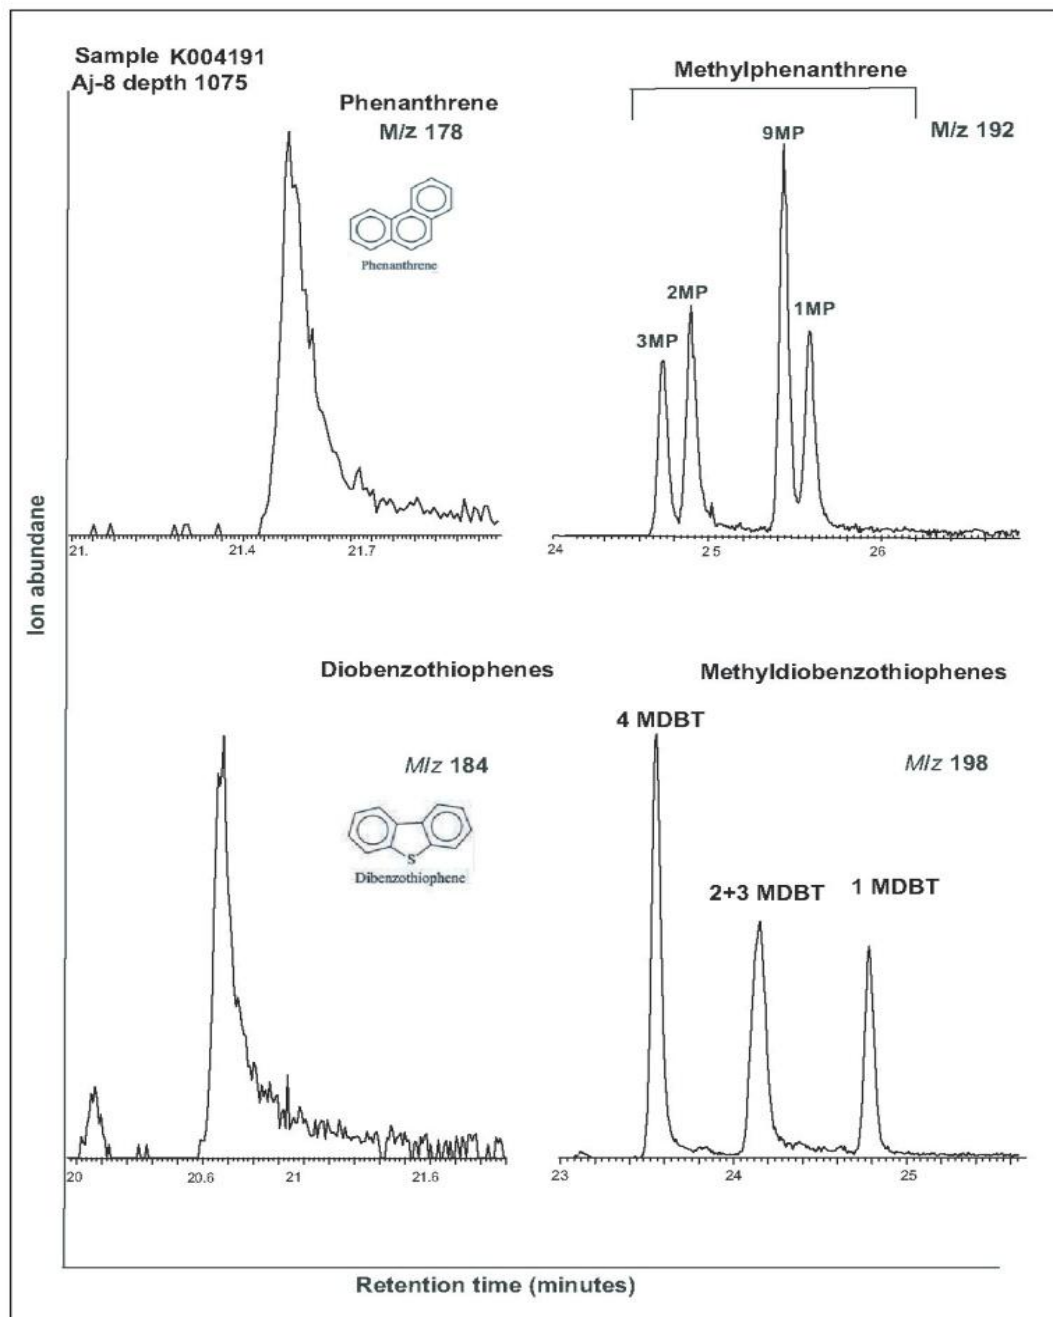 Sample K004191
Aj-8 depth 1075
Phenanthrene
M/z 178
Phenanthrene
21.
21.4
21.7
Methylphenanthrene
M/z 192
9MP
2MP
1MP
3MP
24
25
26
Ion abundane
Diobenzothiophenes
M/z 184
S
Dibenzothiophene
20
20.6
21
21.6
Methyldiobenzothiophenes
4 MDBT
M/z 198
2+3 MDBT
1 MDBT
23
24
25
Retention time (minutes)